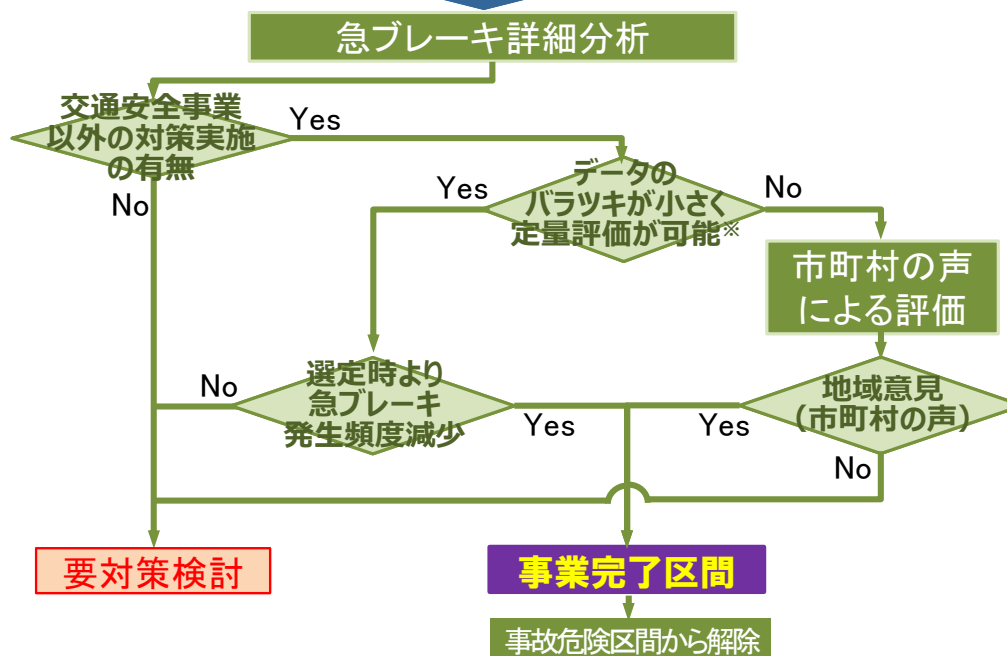 急ブレーキ詳細分析
交通安全事業
以外の対策実施
の有無
Yes
No
データの
バラツキが小さく
定量評価が可能※
Yes
No
市町村の声
による評価
選定時より
急ブレーキ
発生頻度減少
No
Yes
地域意見
（市町村の声）
Yes
No
要対策検討
事業完了区間
事故危険区間から解除